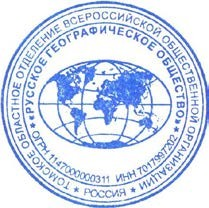 ТОМСКОЕ ОБЛАСТНОЕ ОТДЕЛЕНИЕ ВСЕРОССИЙСКОЙ ОБЩЕСТВЕННОЙ ОРГАНИЗАЦИИ
«РУССКОЕ ГЕОГРАФИЧЕСКОЕ ОБЩЕСТВО»
ОГРН 1147000000311 ИНН 7017997202
* РОССИЯ *